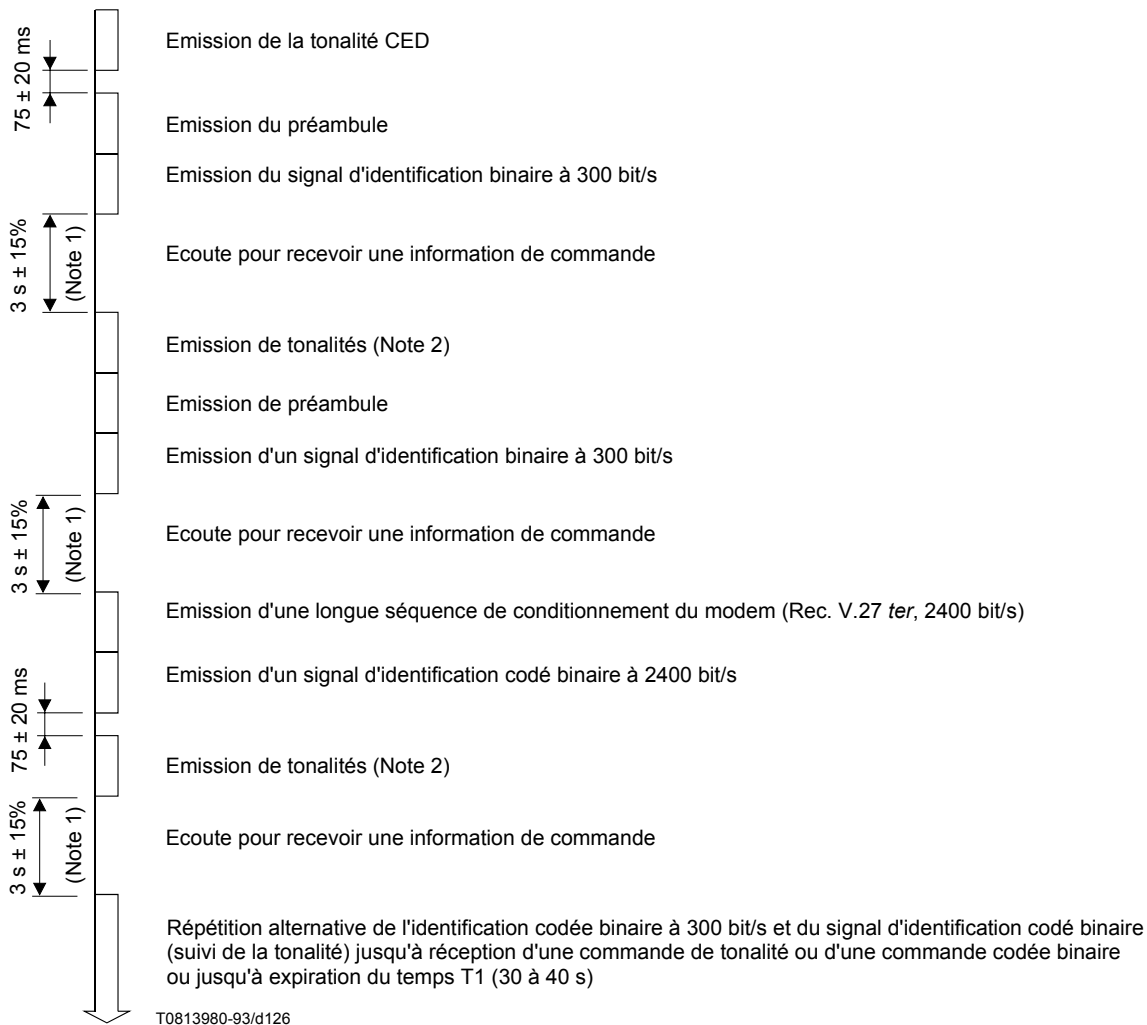 Emission de la tonalité CED
75 ± 20 ms
Emission du préambule
Emission du signal d'identification binaire à 300 bit/s
3 s ± 15%
(Note 1)
Ecoute pour recevoir une information de commande
Emission de tonalités (Note 2)
Emission de préambule
Emission d'un signal d'identification binaire à 300 bit/s
3 s ± 15%
(Note 1)
Ecoute pour recevoir une information de commande
Emission d'une longue séquence de conditionnement du modem (Rec. V.27 ter, 2400 bit/s)
Emission d'un signal d'identification codé binaire à 2400 bit/s
75 ± 20 ms
Emission de tonalités (Note 2)
3 s ± 15%
(Note 1)
Ecoute pour recevoir une information de commande
Répétition alternative de l'identification codée binaire à 300 bit/s et du signal d'identification codé binaire
(suivi de la tonalité) jusqu'à réception d'une commande de tonalité ou d'une commande codée binaire
ou jusqu'à expiration du temps T1 (30 à 40 s)
T0813980-93/d126